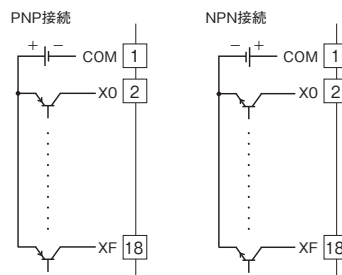 PNP接続
+ − COM 1
X0 2
XF 18
NPN接続
− + COM 1
X0 2
XF 18